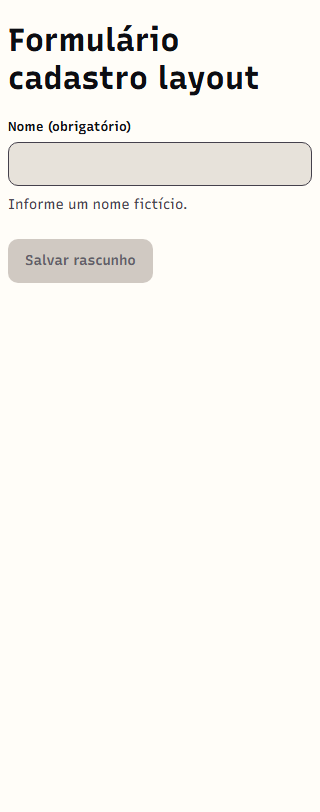 Formulário
cadastro layout
Nome (obrigatório)
Informe um nome fictício.
Salvar rascunho